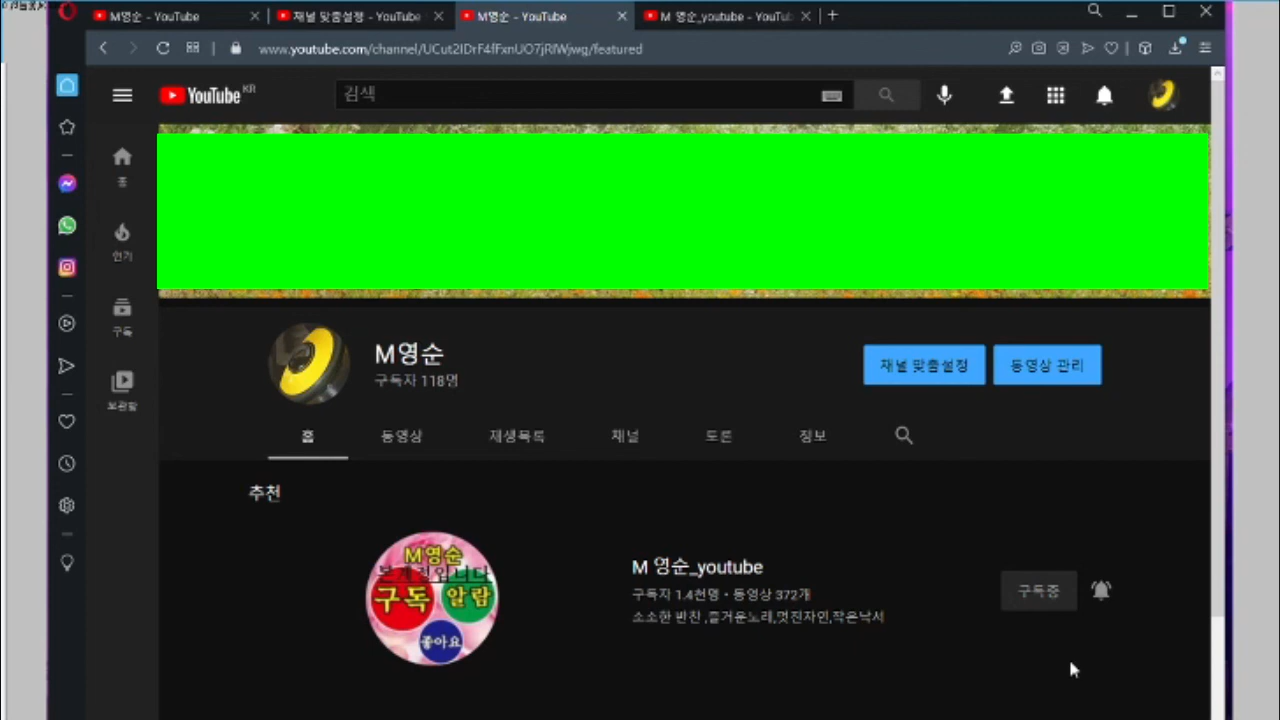 M영순 - YouTube
채널 맞춤설정 - YouTube
M영순 - YouTube
M 영순_youtube - YouTub
www.youtube.com/channel/UCut2IDrF4fFxnUO7jRIWjwg/featured
YouTube KR
검색
홈
인기
구독
보관함
M영순
구독자 118명
채널 맞춤설정
동영상 관리
홈
동영상
재생목록
채널
토론
정보
추천
M영순
본계정입니다
구독
알람
좋아요
M 영순_youtube
구독자 1.4천명 • 동영상 372개
소소한 반찬 ,즐거운노래,멋진자인,작은낙서
구독중